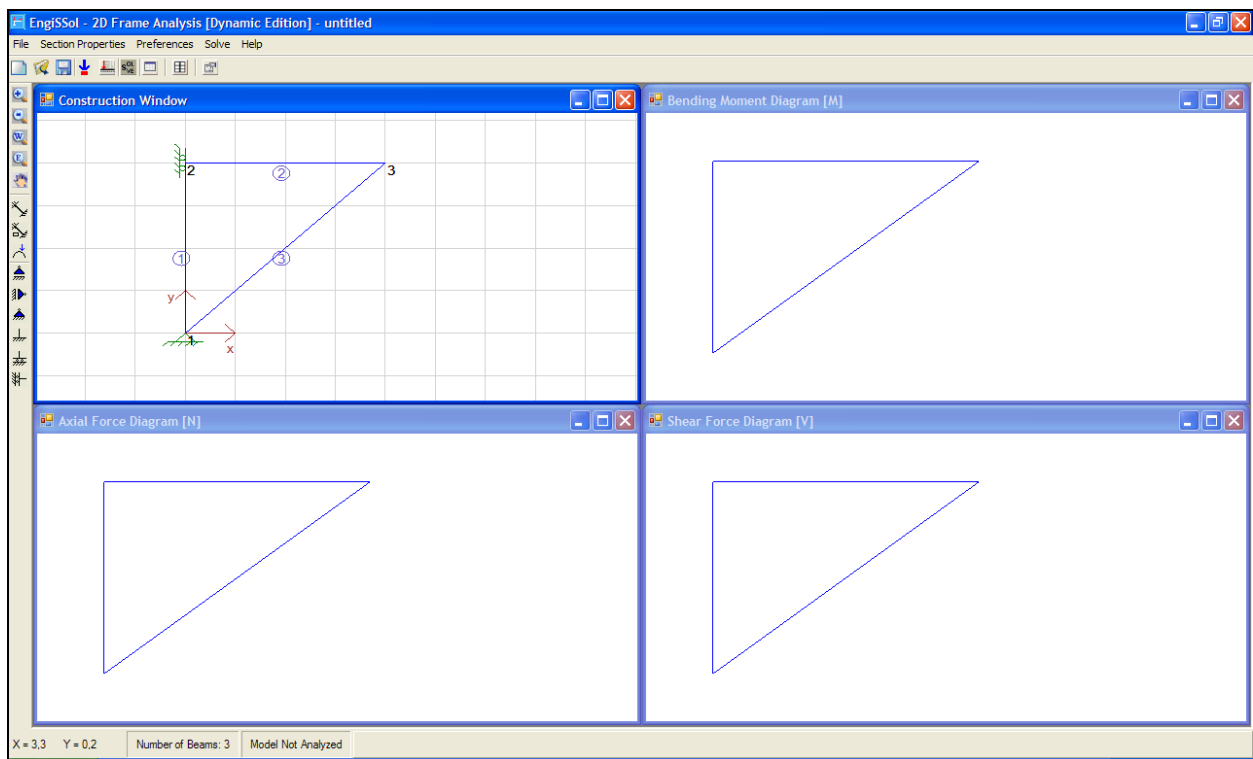 EngiSSol - 2D Frame Analysis [Dynamic Edition] - untitled
File Section Properties Preferences Solve Help
Construction Window
2
3
2
1
3
y
1
x
Bending Moment Diagram [M]
Axial Force Diagram [N]
Shear Force Diagram [V]
X = 3,3 Y = 0,2 Number of Beams: 3 Model Not Analyzed